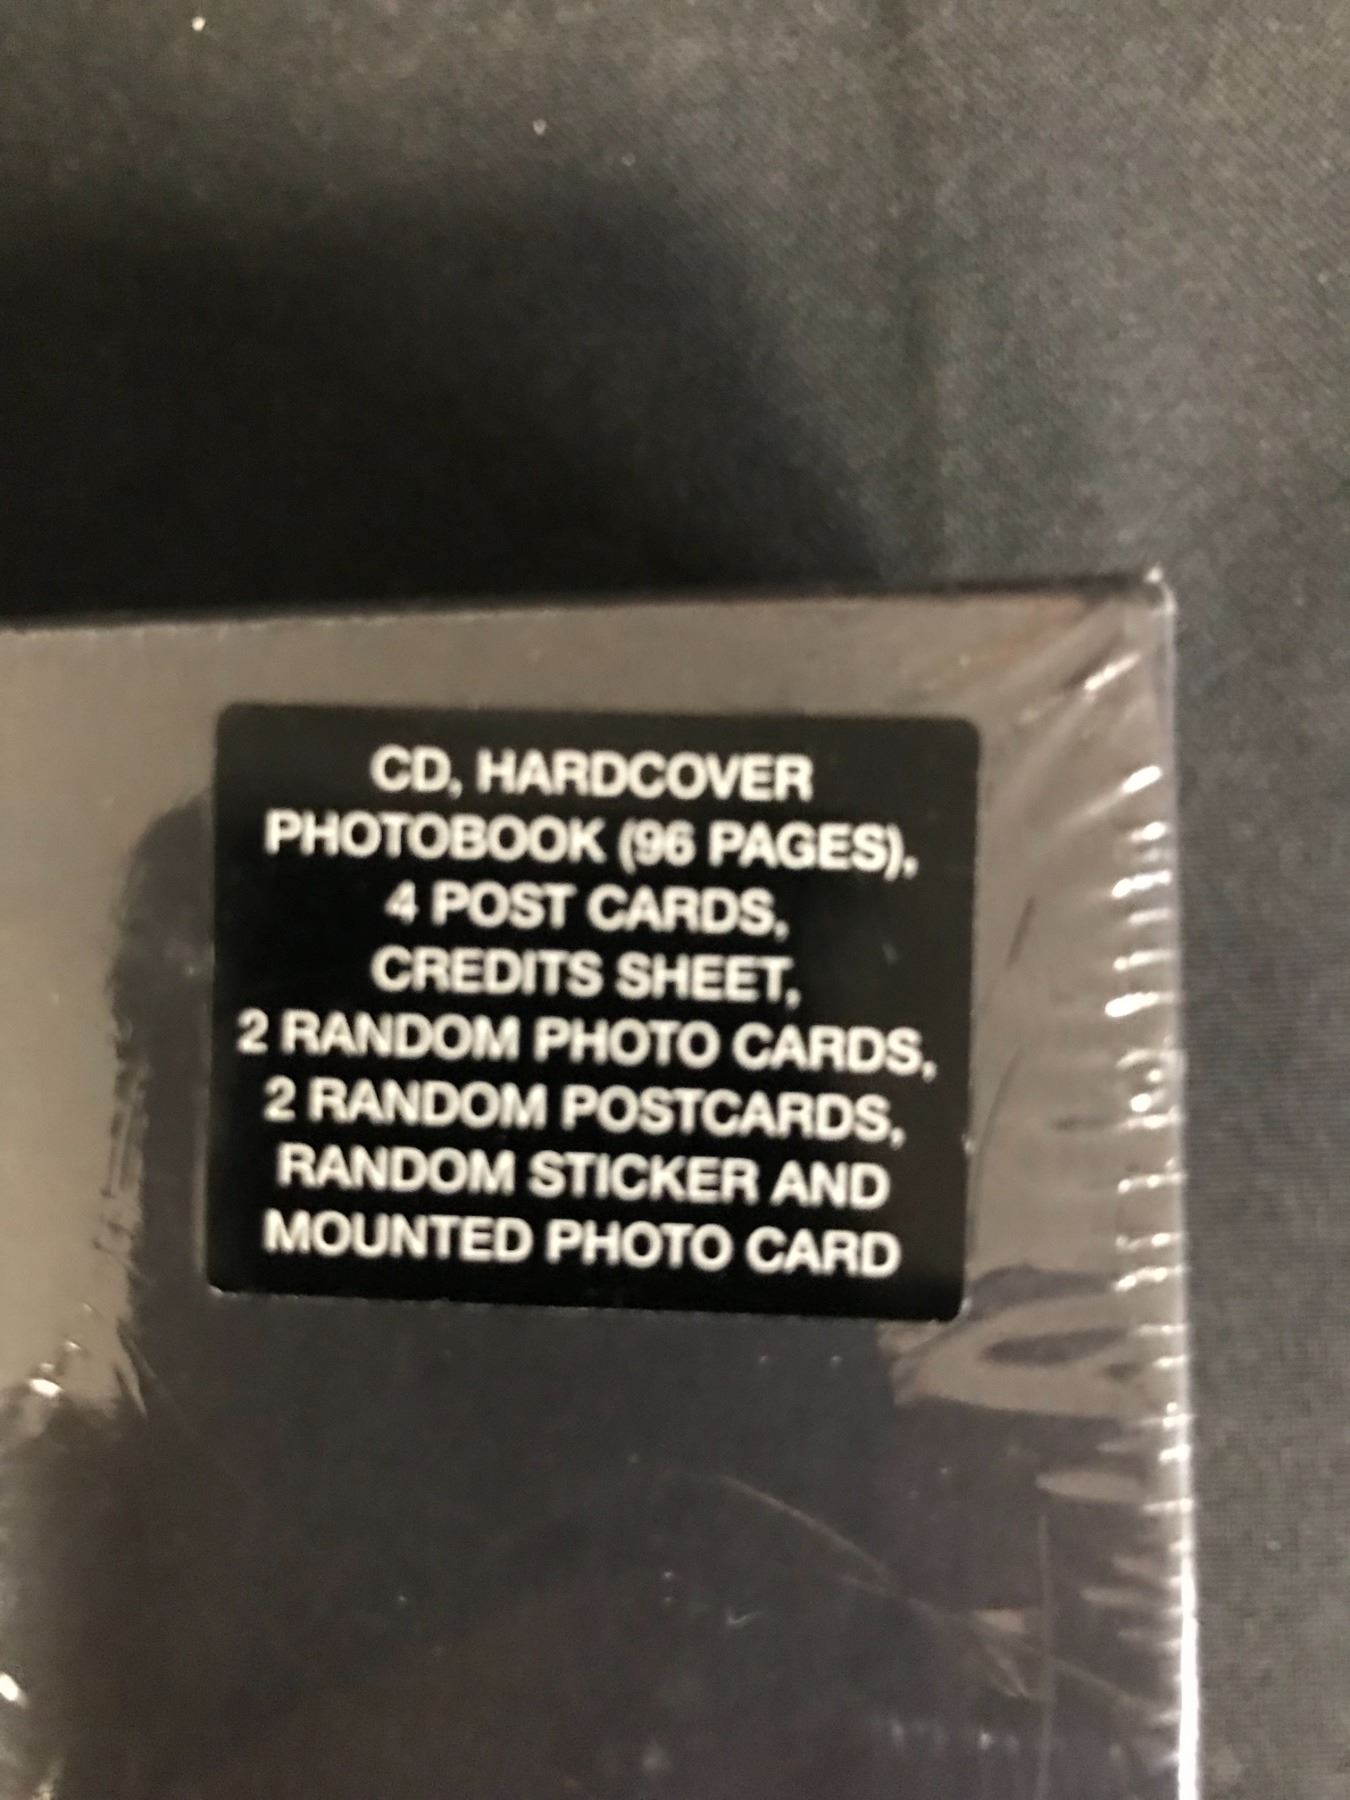 CD, HARDCOVER
PHOTOBOOK (96 PAGES),
4 POST CARDS,
CREDITS SHEET,
2 RANDOM PHOTO CARDS,
2 RANDOM POSTCARDS,
RANDOM STICKER AND
MOUNTED PHOTO CARD